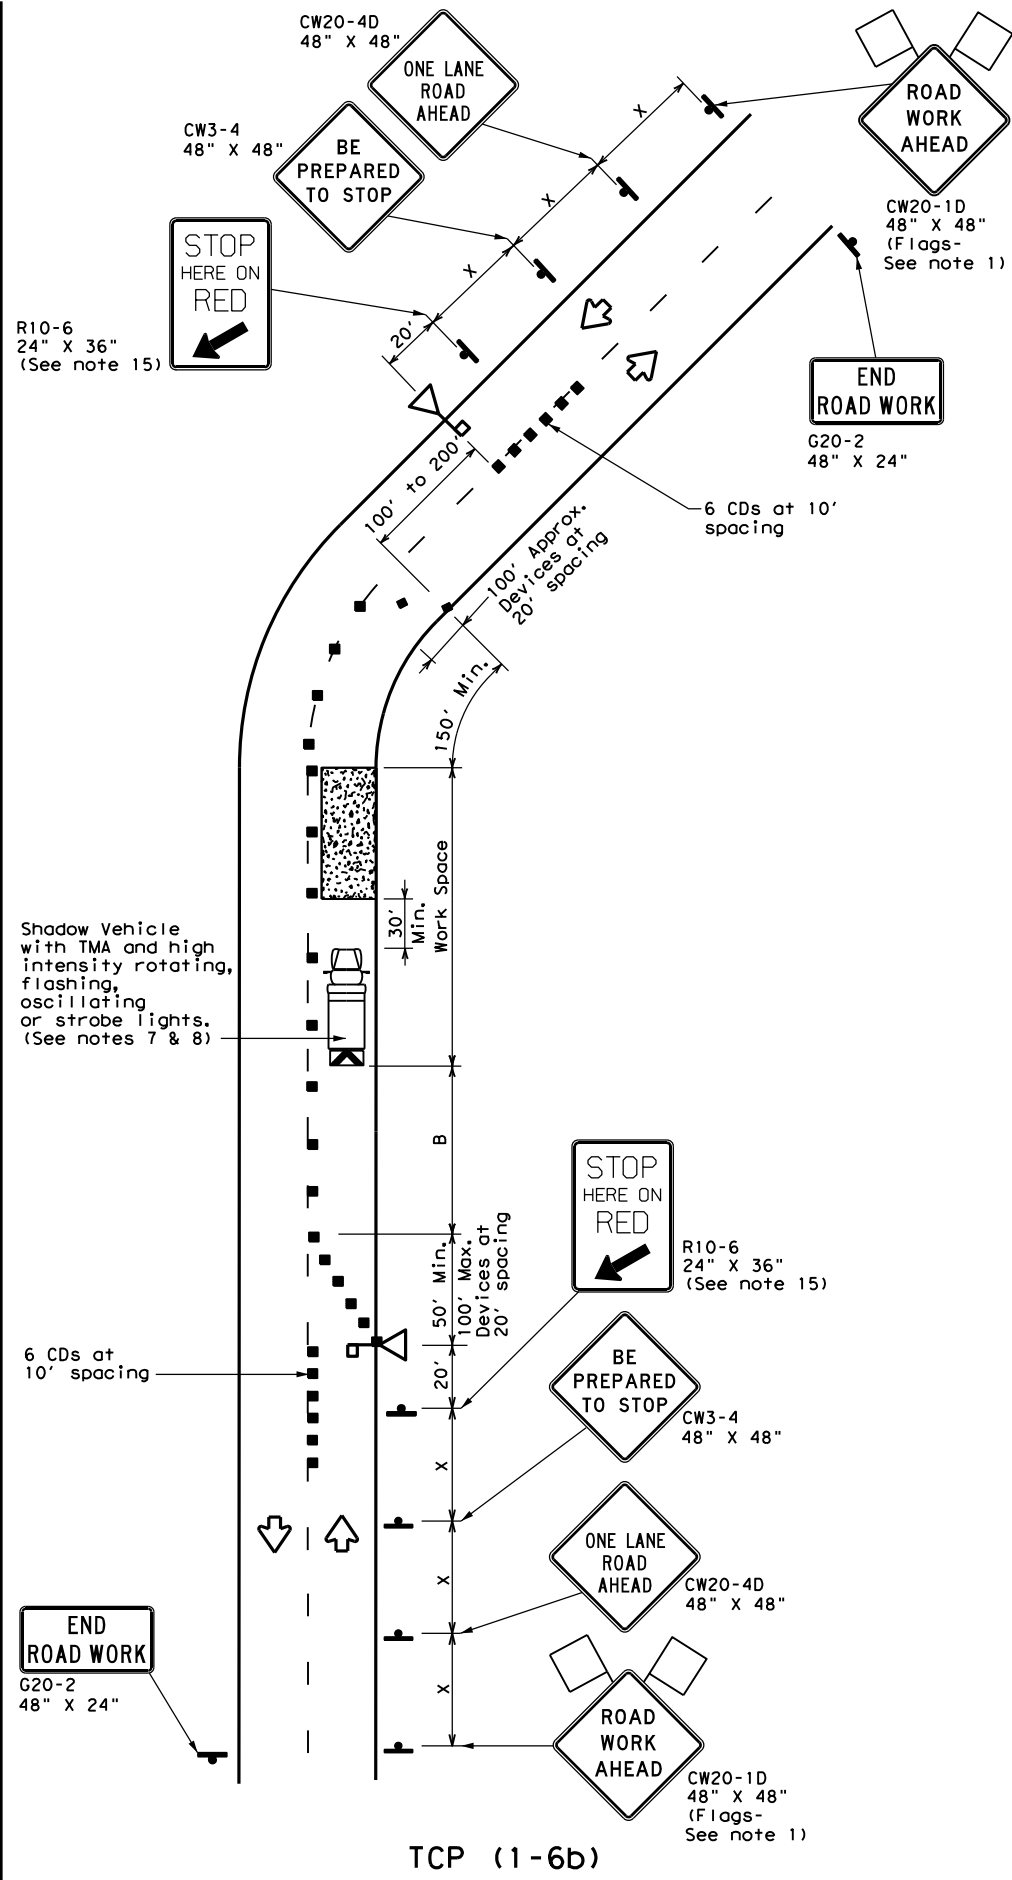 CW20-4D
48" X 48"
ONE LANE
ROAD
AHEAD
ROAD
WORK
AHEAD
CW20-1D
48" X 48"
(Flags-
See note 1)
CW3-4
48" X 48"
BE
PREPARED
TO STOP
X
X
X
20'
STOP
HERE ON
RED
R10-6
24" X 36"
(See note 15)
END
ROAD WORK
G20-2
48" X 24"
6 CDs at 10'
spacing
100' to 200'
100' Approx.
Devices at
20' spacing
150' Min.
Work Space
30'
Min.
Shadow Vehicle
with TMA and high
intensity rotating,
flashing,
oscillating
or strobe lights.
(See notes 7 & 8)
B
50' Min.
100' Max.
Devices at
20' spacing
STOP
HERE ON
RED
R10-6
24" X 36"
(See note 15)
6 CDs at
10' spacing
20'
BE
PREPARED
TO STOP
CW3-4
48" X 48"
X
X
X
ONE LANE
ROAD
AHEAD
CW20-4D
48" X 48"
END
ROAD WORK
G20-2
48" X 24"
ROAD
WORK
AHEAD
CW20-1D
48" X 48"
(Flags-
See note 1)
TCP (1-6b)